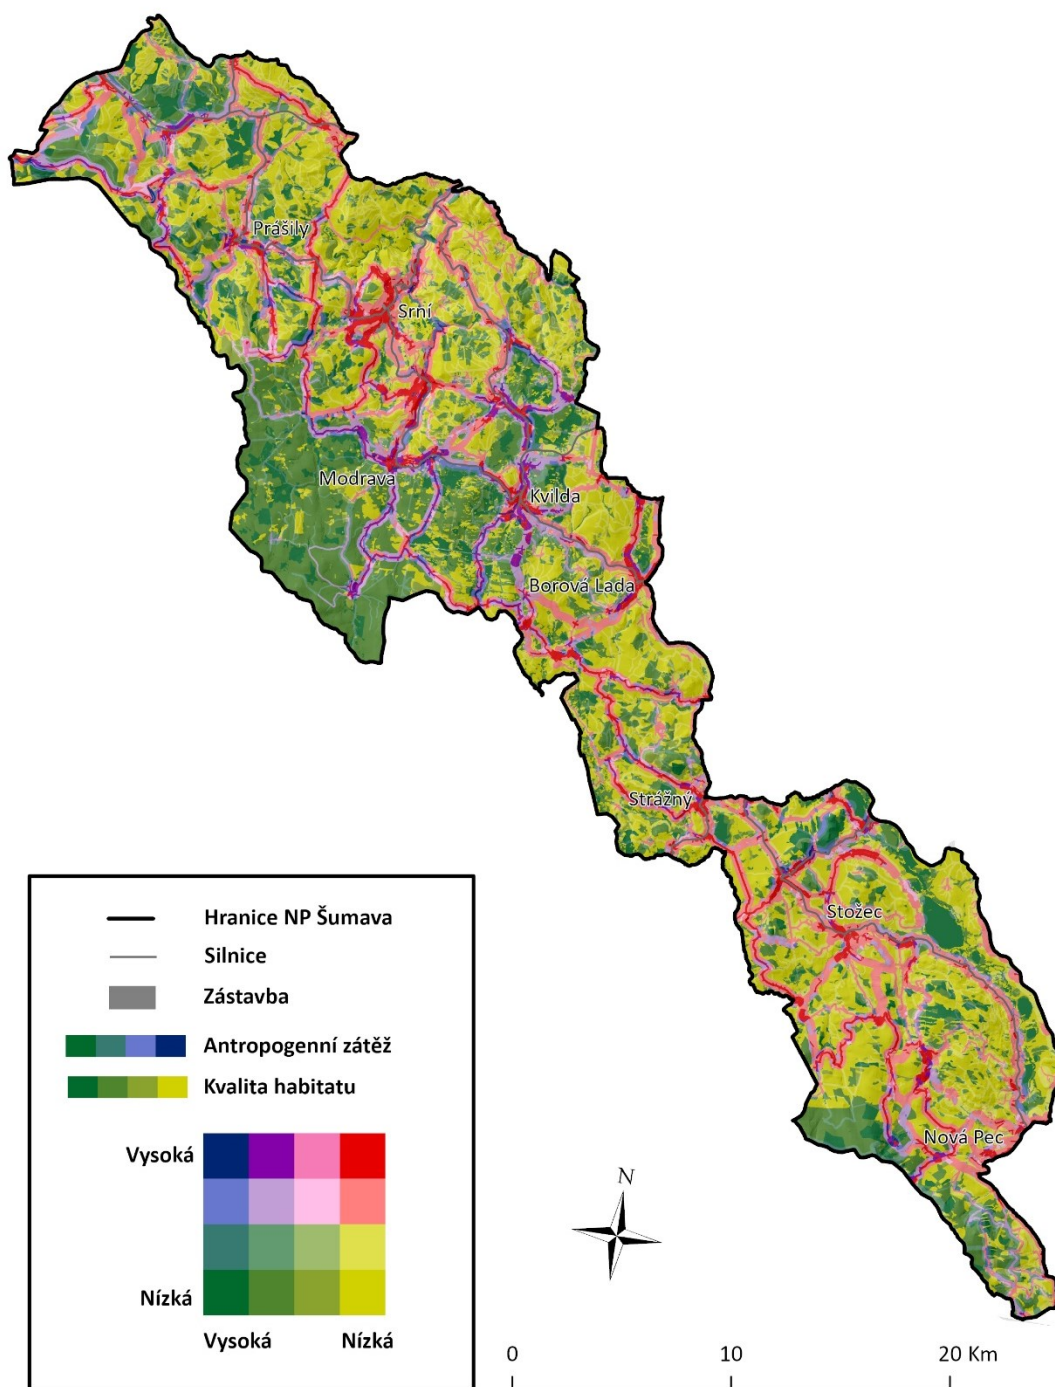 Prášily
Srní
Modrava
Kvilda
Borová Lada
Strážný
Stožec
Nová Pec
Hranice NP Šumava
Silnice
Zástavba
Antropogenní zátěž
Kvalita habitatu
Vysoká
Nízká
Vysoká Nízká
N
0 10 20 Km